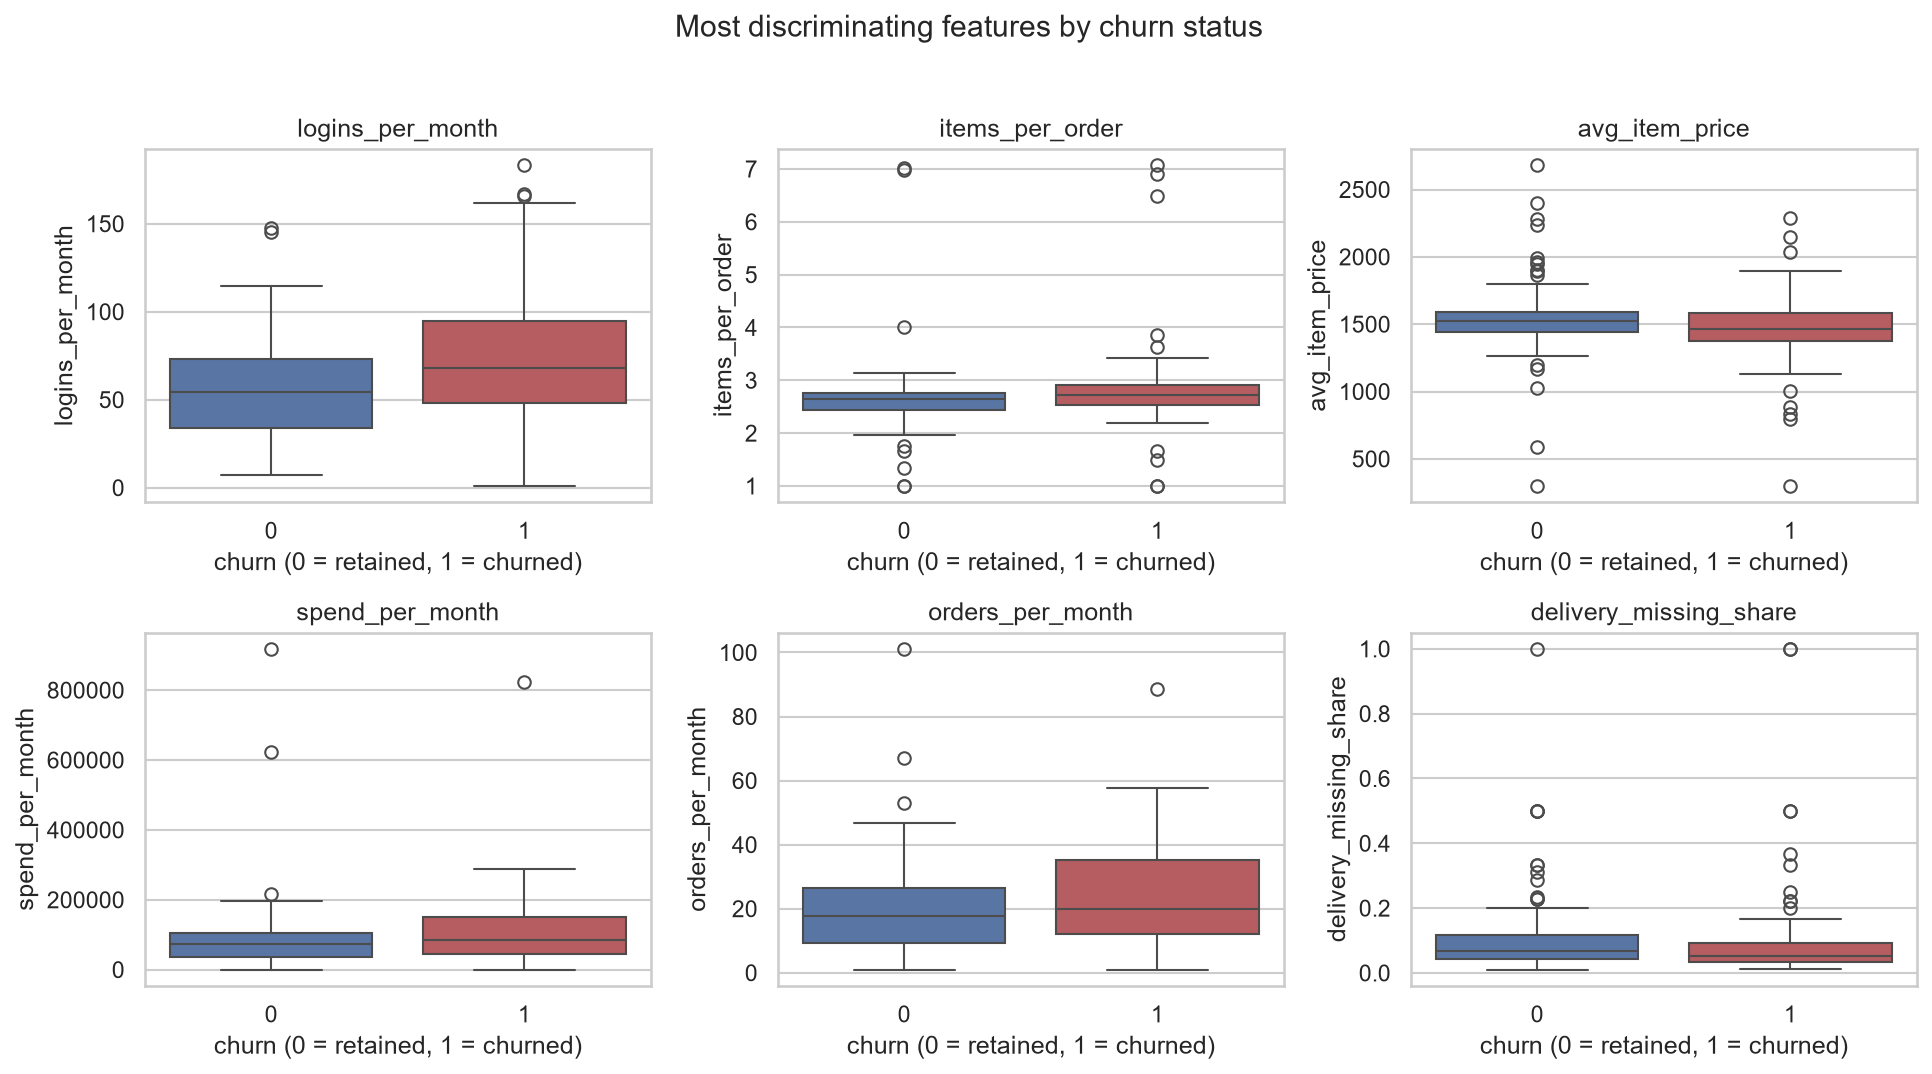 Most discriminating features by churn status
logins_per_month
logins_per_month
150
100
50
0
0
1
churn (0 = retained, 1 = churned)
items_per_order
items_per_order
7
6
5
4
3
2
1
0
1
churn (0 = retained, 1 = churned)
avg_item_price
avg_item_price
2500
2000
1500
1000
500
0
1
churn (0 = retained, 1 = churned)
spend_per_month
spend_per_month
800000
600000
400000
200000
0
0
1
churn (0 = retained, 1 = churned)
orders_per_month
orders_per_month
100
80
60
40
20
0
0
1
churn (0 = retained, 1 = churned)
delivery_missing_share
delivery_missing_share
1.0
0.8
0.6
0.4
0.2
0.0
0
1
churn (0 = retained, 1 = churned)